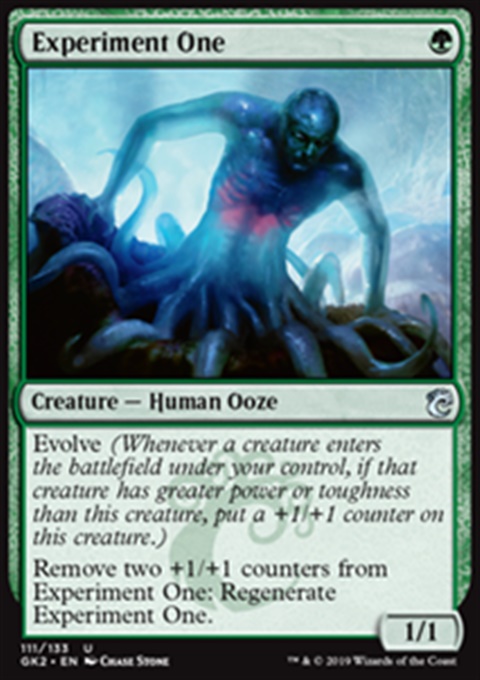 Experiment One
Creature — Human Ooze
Evolve (Whenever a creature enters
the battlefield under your control, if that
creature has greater power or toughness
than this creature, put a +1/+1 counter on
this creature.)
Remove two +1/+1 counters from
Experiment One: Regenerate
Experiment One.
1/1
111/133 U
GK2 • EN Chase Stone
™ & © 2019 Wizards of the Coast